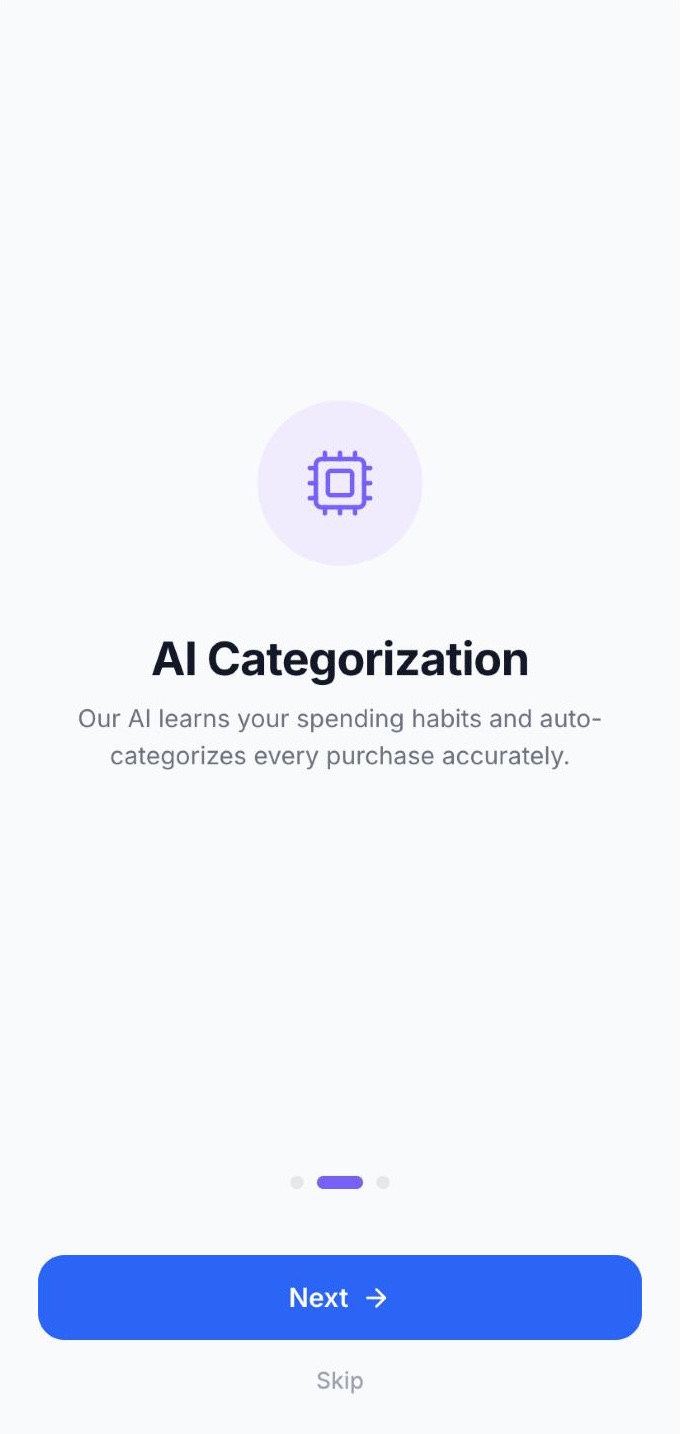 AI Categorization
Our AI learns your spending habits and auto-
categorizes every purchase accurately.
Next
Skip